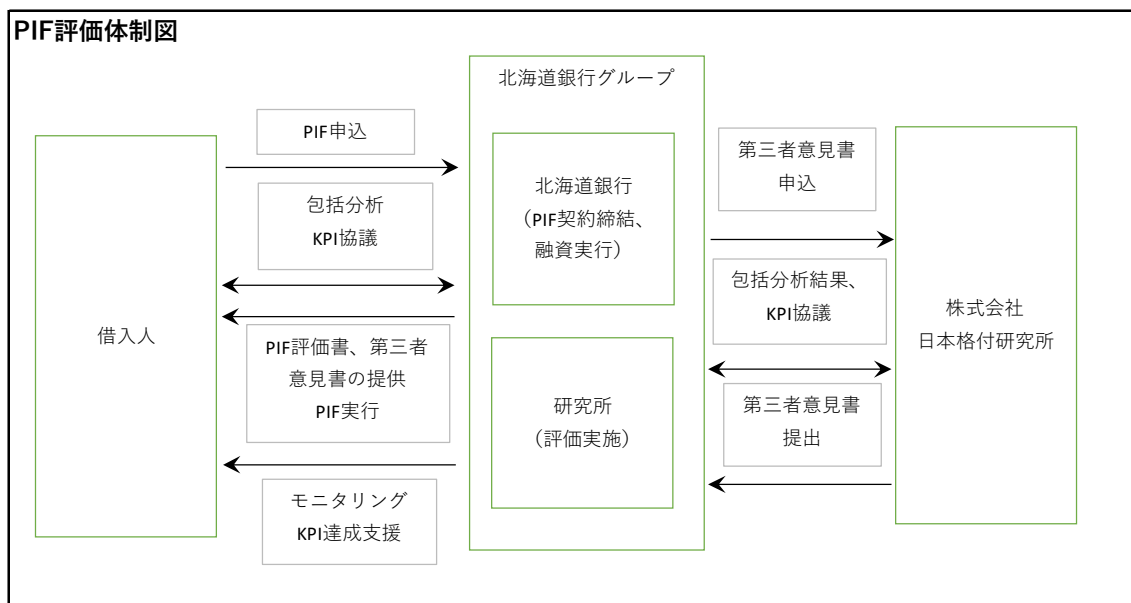 PIF評価体制図
北海道銀行グループ
PIF申込
包括分析
KPI協議
借入人
PIF評価書、第三者
意見書の提供
PIF実行
モニタリング
KPI達成支援
北海道銀行
（PIF契約締結、
融資実行）
研究所
（評価実施）
第三者意見書
申込
包括分析結果、
KPI協議
第三者意見書
提出
株式会社
日本格付研究所